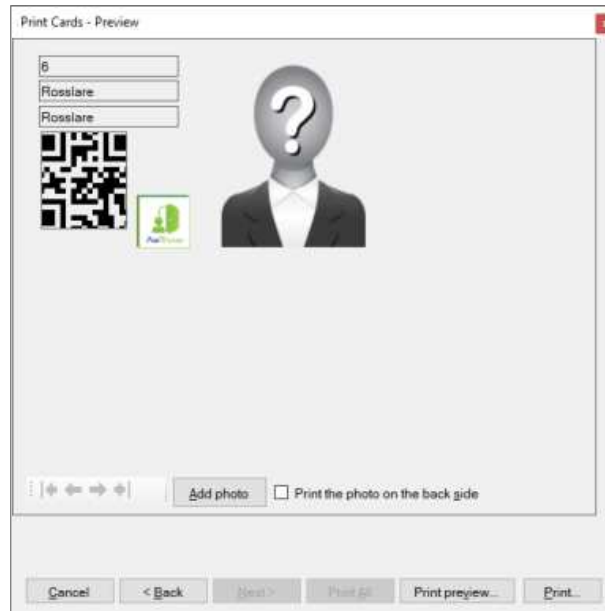 Print Cards - Preview
6
Rosslare
Rosslare
?
Add photo
Print the photo on the back side
Cancel
< Back
Next >
Print All
Print preview...
Print...